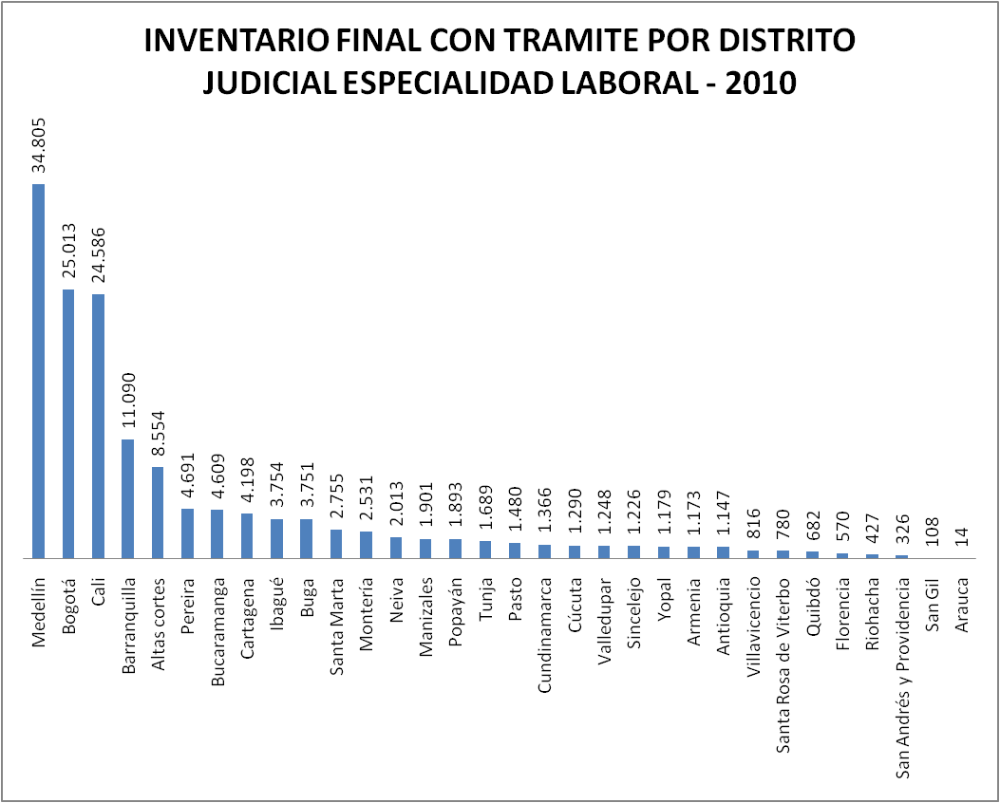 INVENTARIO FINAL CON TRAMITE POR DISTRITO
JUDICIAL ESPECIALIDAD LABORAL - 2010
34.805
25.013
24.586
11.090
8.554
4.691
4.609
4.198
3.754
3.751
2.755
2.531
2.013
1.901
1.893
1.689
1.480
1.366
1.290
1.248
1.226
1.179
1.173
1.147
816
780
682
570
427
326
108
14
Medellín
Bogotá
Cali
Barranquilla
Altas cortes
Pereira
Bucaramanga
Cartagena
Ibagué
Buga
Santa Marta
Montería
Neiva
Manizales
Popayán
Tunja
Pasto
Cundinamarca
Cúcuta
Valledupar
Sincelejo
Yopal
Armenia
Antioquia
Villavicencio
Santa Rosa de Viterbo
Quibdó
Florencia
Riohacha
San Andrés y Providencia
San Gil
Arauca